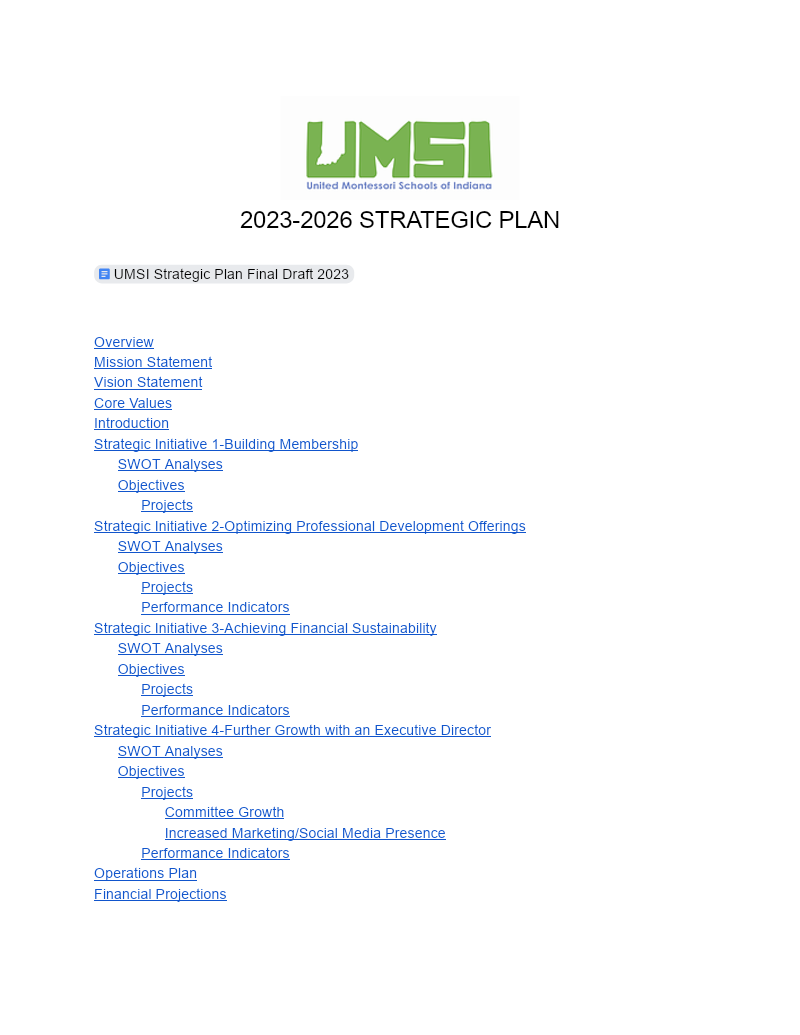 UMSI
United Montessori Schools of Indiana
2023-2026 STRATEGIC PLAN
UMSI Strategic Plan Final Draft 2023
Overview
Mission Statement
Vision Statement
Core Values
Introduction
Strategic Initiative 1-Building Membership
SWOT Analyses
Objectives
Projects
Strategic Initiative 2-Optimizing Professional Development Offerings
SWOT Analyses
Objectives
Projects
Performance Indicators
Strategic Initiative 3-Achieving Financial Sustainability
SWOT Analyses
Objectives
Projects
Performance Indicators
Strategic Initiative 4-Further Growth with an Executive Director
SWOT Analyses
Objectives
Projects
Committee Growth
Increased Marketing/Social Media Presence
Performance Indicators
Operations Plan
Financial Projections